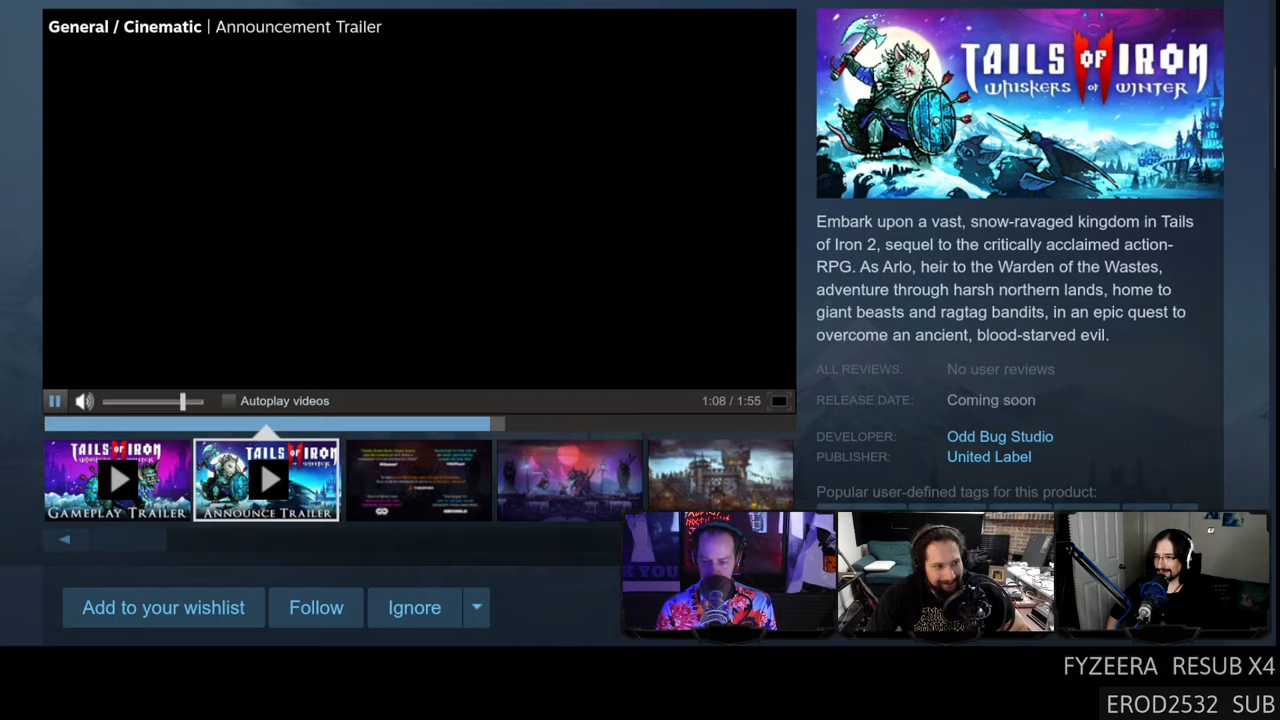 General / Cinematic | Announcement Trailer
TAILS OF IRON
WHISKERS OF WINTER
Embark upon a vast, snow-ravaged kingdom in Tails
of Iron 2, sequel to the critically acclaimed action-
RPG. As Arlo, heir to the Warden of the Wastes,
adventure through harsh northern lands, home to
giant beasts and ragtag bandits, in an epic quest to
overcome an ancient, blood-starved evil.
ALL REVIEWS: No user reviews
RELEASE DATE: Coming soon
DEVELOPER: Odd Bug Studio
PUBLISHER: United Label
Popular user-defined tags for this product:
Autoplay videos
1:08 / 1:55
TAILS OF IRON
WINTER
GAMEPLAY TRAILER
TAILS OF IRON
WINTER
ANNOUNCE TRAILER
Add to your wishlist
Follow
Ignore
FYZEERA RESUB X4
EROD2532 SUB